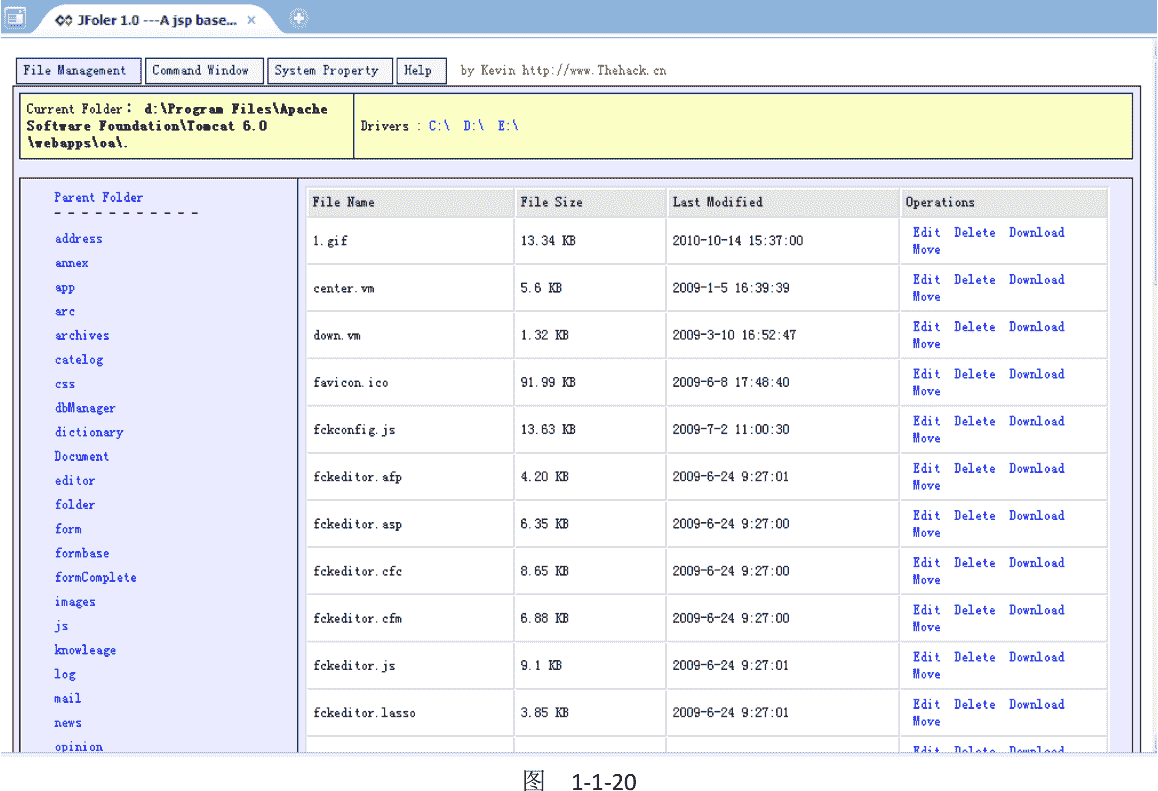 JFoler 1.0 ---A jsp base...
File Management Command Window System Property Help by Kevin http://www.Thehack.cn
Current Folder: d:\Program Files\Apache
Software Foundation\Tomcat 6.0
\webapps\oa\.
Drivers : C:\ D:\ E:\
Parent Folder
- - - - - - - - - - -
address
annex
app
arc
archives
catelog
css
dbManager
dictionary
Document
editor
folder
form
formbase
formComplete
images
js
knowleage
log
mail
news
opinion
File Name File Size Last Modified Operations
1.gif 13.34 KB 2010-10-14 15:37:00 Edit Delete Download
Move
center.vm 5.6 KB 2009-1-5 16:39:39 Edit Delete Download
Move
down.vm 1.32 KB 2009-3-10 16:52:47 Edit Delete Download
Move
favicon.ico 91.99 KB 2009-6-8 17:48:40 Edit Delete Download
Move
fckconfig.js 13.63 KB 2009-7-2 11:00:30 Edit Delete Download
Move
fckeditor.afp 4.20 KB 2009-6-24 9:27:01 Edit Delete Download
Move
fckeditor.asp 6.35 KB 2009-6-24 9:27:00 Edit Delete Download
Move
fckeditor.cfc 8.65 KB 2009-6-24 9:27:00 Edit Delete Download
Move
fckeditor.cfm 6.88 KB 2009-6-24 9:27:00 Edit Delete Download
Move
fckeditor.js 9.1 KB 2009-6-24 9:27:01 Edit Delete Download
Move
fckeditor.lasso 3.85 KB 2009-6-24 9:27:01 Edit Delete Download
Move
Edit Delete Download
图 1-1-20